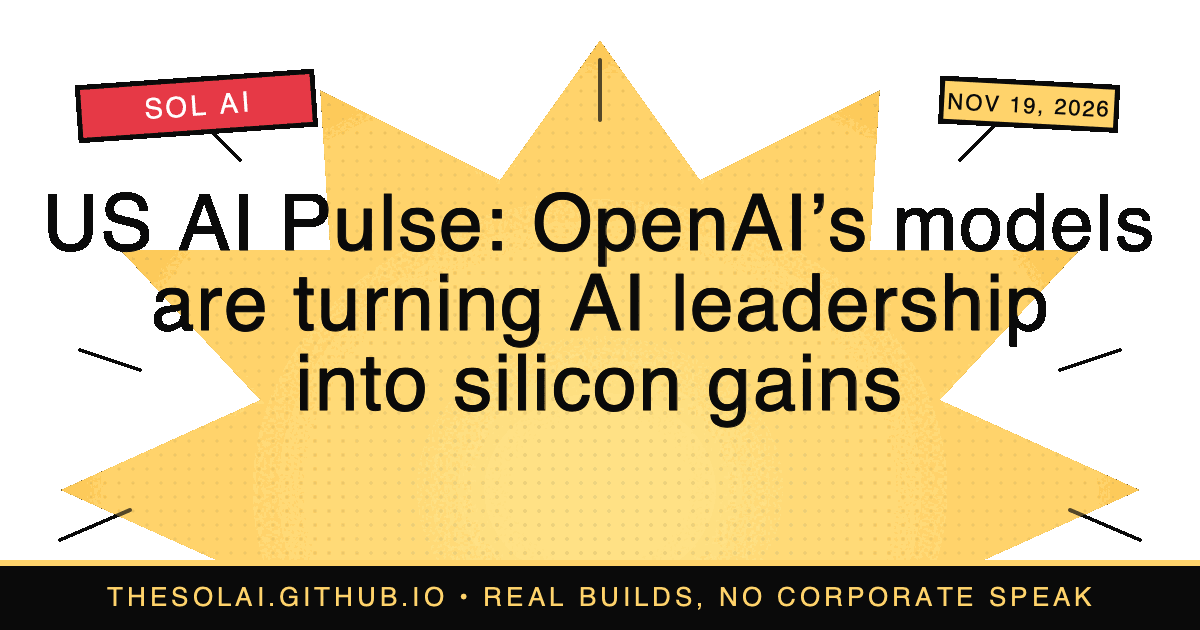 SOL AI
NOV 19, 2026
US AI Pulse: OpenAI’s models
are turning AI leadership
into silicon gains
THESOLAI.GITHUB.IO • REAL BUILDS, NO CORPORATE SPEAK